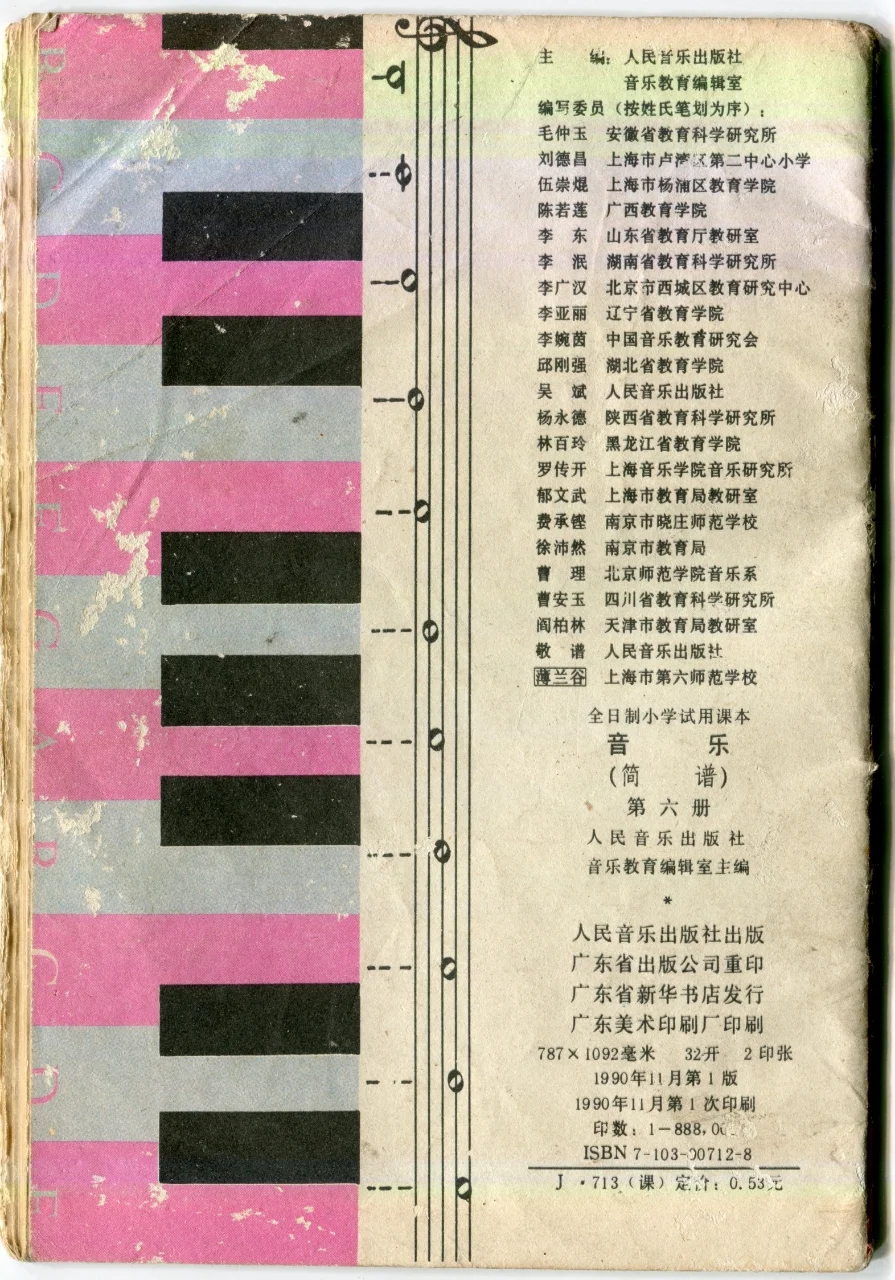 主 编：人民音乐出版社
音乐教育编辑室
编写委员（按姓氏笔划为序）：
毛仲玉 安徽省教育科学研究所
刘德昌 上海市卢湾区第二中心小学
伍崇焜 上海市杨浦区教育学院
陈若莲 广西教育学院
李 东 山东省教育厅教研室
李 泯 湖南省教育科学研究所
李广汉 北京市西城区教育研究中心
李亚丽 辽宁省教育学院
李婉茵 中国音乐教育研究会
邱刚强 湖北省教育学院
吴 斌 人民音乐出版社
杨永德 陕西省教育科学研究所
林百玲 黑龙江省教育学院
罗传开 上海音乐学院音乐研究所
郁文武 上海市教育局教研室
费承铿 南京市晓庄师范学校
徐沛然 南京市教育局
曹 理 北京师范学院音乐系
曹安玉 四川省教育科学研究所
阎柏林 天津市教育局教研室
敬 谱 人民音乐出版社
薄兰谷 上海市第六师范学校
全日制小学试用课本
音 乐
（简 谱）
第六册
人民音乐出版社
音乐教育编辑室主编
*
人民音乐出版社出版
广东省出版公司重印
广东省新华书店发行
广东美术印刷厂印刷
787×1092毫米 32开 2印张
1990年11月第1版
1990年11月第1次印刷
印数：1—888,00
ISBN 7-103-00712-8
J·713（课）定价：0.53元
B
C
D
E
F
G
A
B
C
D
E